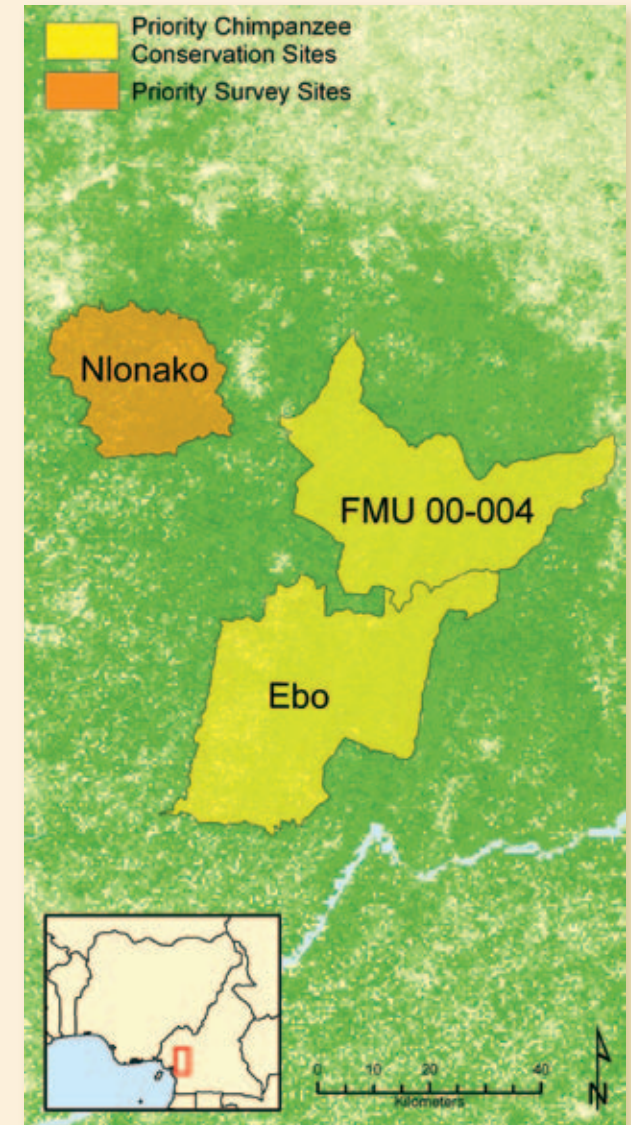 Priority Chimpanzee
Conservation Sites
Priority Survey Sites
Nlonako
FMU 00-004
Ebo
0 10 20 40
Kilometers
N